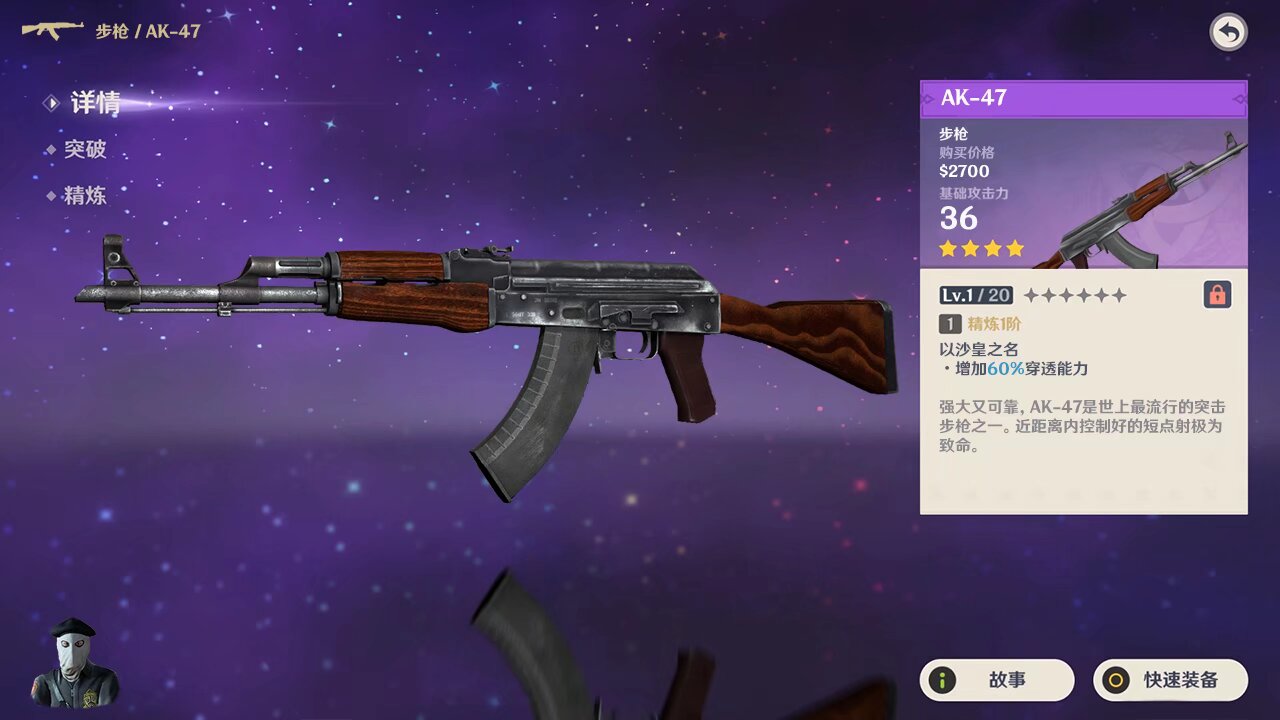 步枪 / AK-47
详情
突破
精炼
AK-47
步枪
购买价格
$2700
基础攻击力
36
Lv.1 / 20
1 精炼1阶
以沙皇之名
·增加60%穿透能力
强大又可靠，AK-47是世上最流行的突击
步枪之一。近距离内控制好的短点射极为
致命。
故事
快速装备